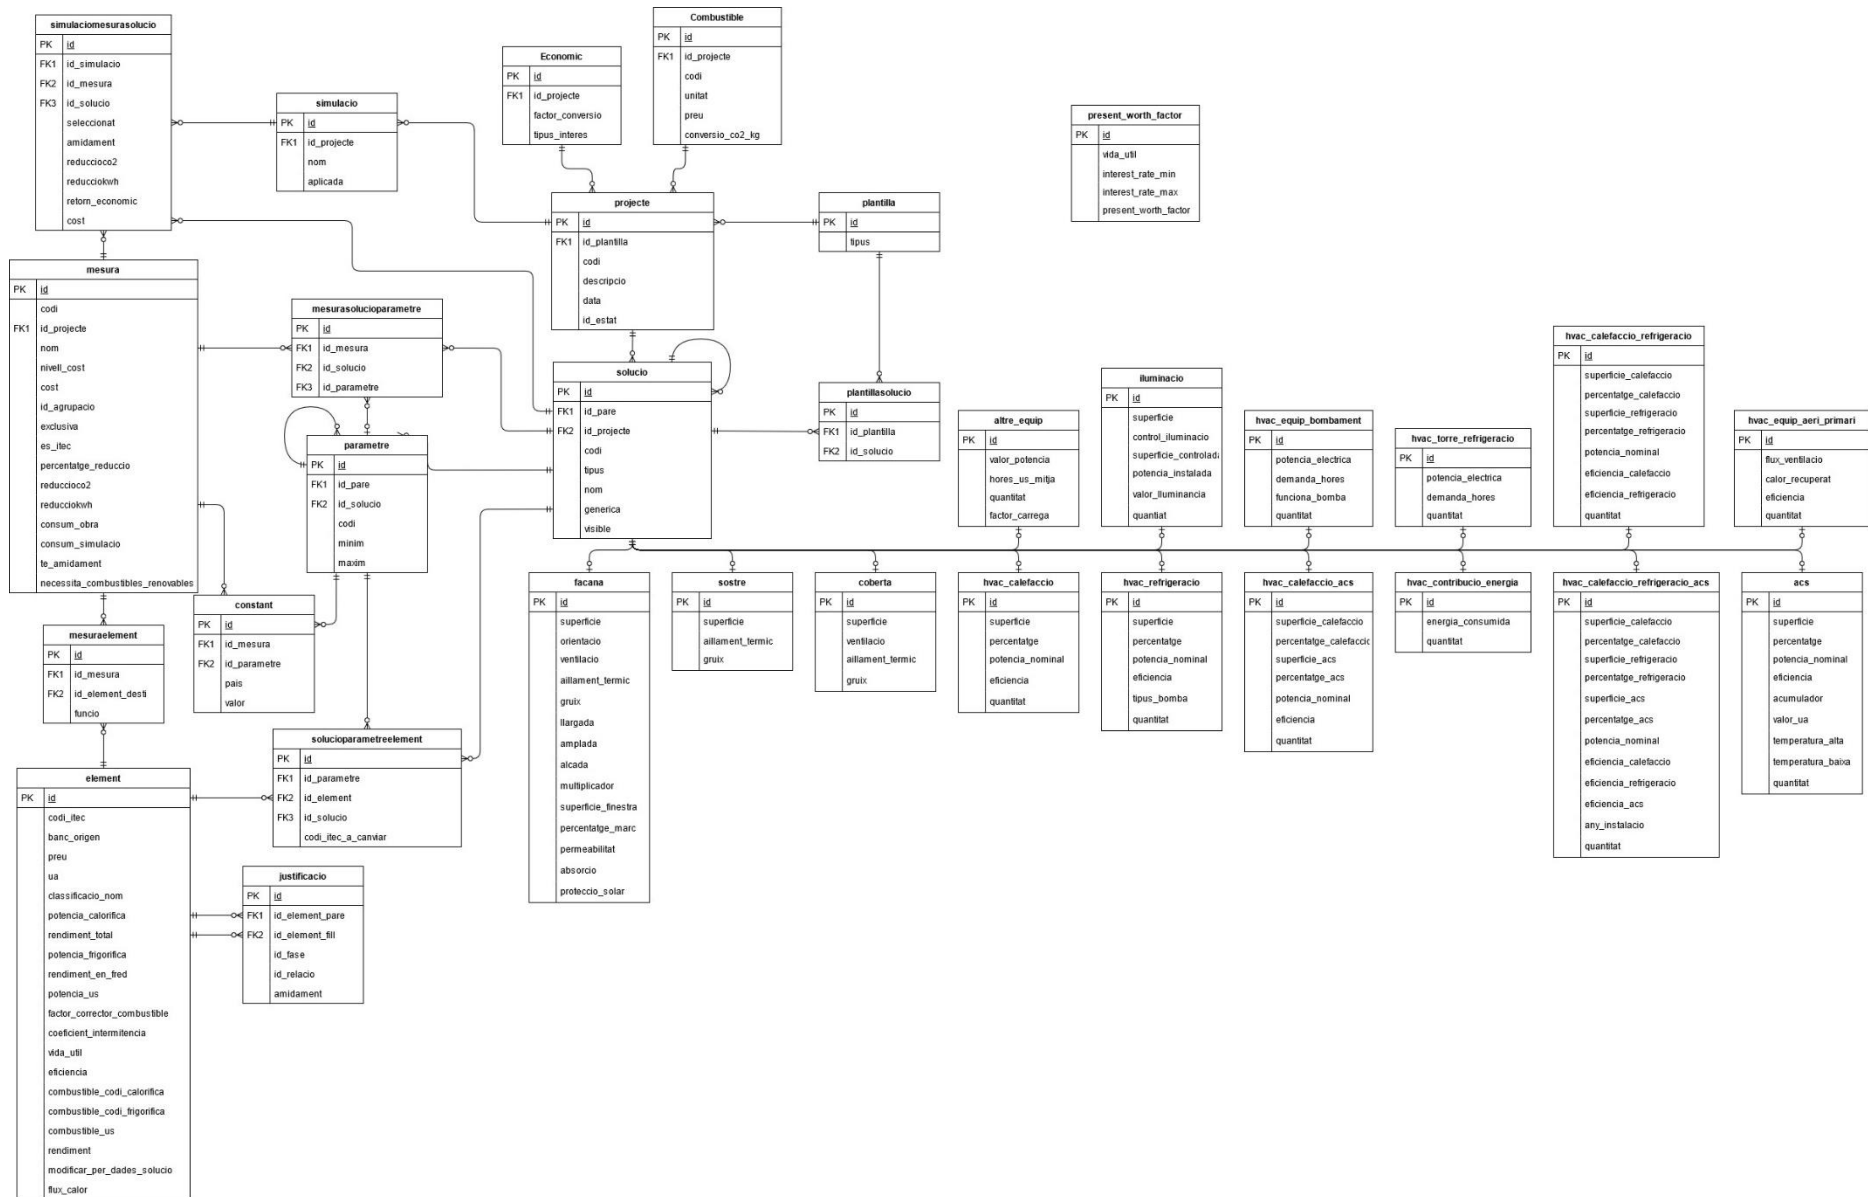 simulaciomesurasolucio
PK id
FK1 id_simulacio
FK2 id_mesura
FK3 id_solucio
seleccionat
amidament
reduccioco2
reducciokwh
retorn_economic
cost
simulacio
PK id
FK1 id_projecte
nom
aplicada
Economic
PK id
FK1 id_projecte
factor_conversio
tipus_interes
Combustible
PK id
FK1 id_projecte
codi
unitat
preu
conversio_co2_kg
present_worth_factor
PK id
vida_util
interest_rate_min
interest_rate_max
present_worth_factor
projecte
PK id
FK1 id_plantilla
codi
descripcio
data
id_estat
plantilla
PK id
tipus
mesura
PK id
codi
FK1 id_projecte
nom
nivell_cost
cost
id_agrupacio
exclusiva
es_itec
percentatge_reduccio
reduccioco2
reducciokwh
consum_obra
consum_simulacio
te_amidament
necessita_combustibles_renovables
mesurasolucioparametre
PK id
FK1 id_mesura
FK2 id_solucio
FK3 id_parametre
solucio
PK id
FK1 id_pare
FK2 id_projecte
codi
tipus
nom
generica
visible
plantillasolucio
PK id
FK1 id_plantilla
FK2 id_solucio
parametre
PK id
FK1 id_pare
FK2 id_solucio
codi
minim
maxim
altre_equip
PK id
valor_potencia
hores_us_mitja
quantitat
factor_carrega
iluminacio
PK id
superficie
control_iluminacio
superficie_controlada
potencia_instalada
valor_lluminancia
quantiat
hvac_equip_bombament
PK id
potencia_electrica
demanda_hores
funciona_bomba
quantitat
hvac_torre_refrigeracio
PK id
potencia_electrica
demanda_hores
quantitat
hvac_calefaccio_refrigeracio
PK id
superficie_calefaccio
percentatge_calefaccio
superficie_refrigeracio
percentatge_refrigeracio
potencia_nominal
eficiencia_calefaccio
eficiencia_refrigeracio
quantitat
hvac_equip_aeri_primari
PK id
flux_ventilacio
calor_recuperat
eficiencia
quantitat
constant
PK id
FK1 id_mesura
FK2 id_parametre
pais
valor
mesuraelement
PK id
FK1 id_mesura
FK2 id_element_desti
funcio
facana
PK id
superficie
orientacio
ventilacio
aillament_termic
gruix
llargada
amplada
alcada
multiplicador
superficie_finestra
percentatge_marc
permeabilitat
absorcio
proteccio_solar
sostre
PK id
superficie
aillament_termic
gruix
coberta
PK id
superficie
ventilacio
aillament_termic
gruix
hvac_calefaccio
PK id
superficie
percentatge
potencia_nominal
eficiencia
quantitat
hvac_refrigeracio
PK id
superficie
percentatge
potencia_nominal
eficiencia
tipus_bomba
quantitat
hvac_calefaccio_acs
PK id
superficie_calefaccio
percentatge_calefaccio
superficie_acs
percentatge_acs
potencia_nominal
eficiencia
quantitat
hvac_contribucio_energia
PK id
energia_consumida
quantitat
hvac_calefaccio_refrigeracio_acs
PK id
superficie_calefaccio
percentatge_calefaccio
superficie_refrigeracio
percentatge_refrigeracio
superficie_acs
percentatge_acs
potencia_nominal
eficiencia_calefaccio
eficiencia_refrigeracio
eficiencia_acs
any_instalacio
quantitat
acs
PK id
superficie
percentatge
potencia_nominal
eficiencia
acumulador
valor_ua
temperatura_alta
temperatura_baixa
quantitat
solucioparametreelement
PK id
FK1 id_parametre
FK2 id_element
FK3 id_solucio
codi_itec_a_canviar
element
PK id
codi_itec
banc_origen
preu
ua
classificacio_nom
potencia_calorifica
rendiment_total
potencia_frigorifica
rendiment_en_fred
potencia_us
factor_corrector_combustible
coeficient_intermitencia
vida_util
eficiencia
combustible_codi_calorifica
combustible_codi_frigorifica
combustible_us
rendiment
modificar_per_dades_solucio
flux_calor
justificacio
PK id
FK1 id_element_pare
FK2 id_element_fill
id_fase
id_relacio
amidament